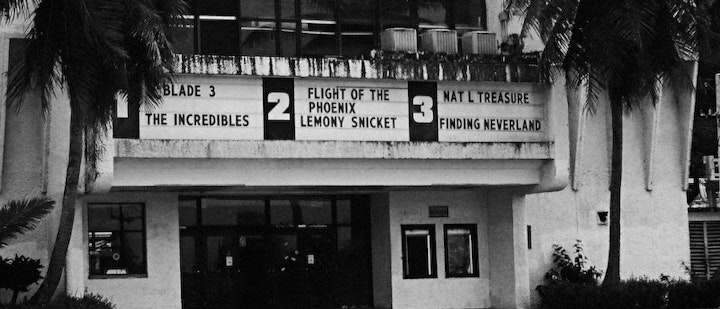 1
BLADE 3
THE INCREDIBLES
2
FLIGHT OF THE
PHOENIX
LEMONY SNICKET
3
NAT L TREASURE
FINDING NEVERLAND